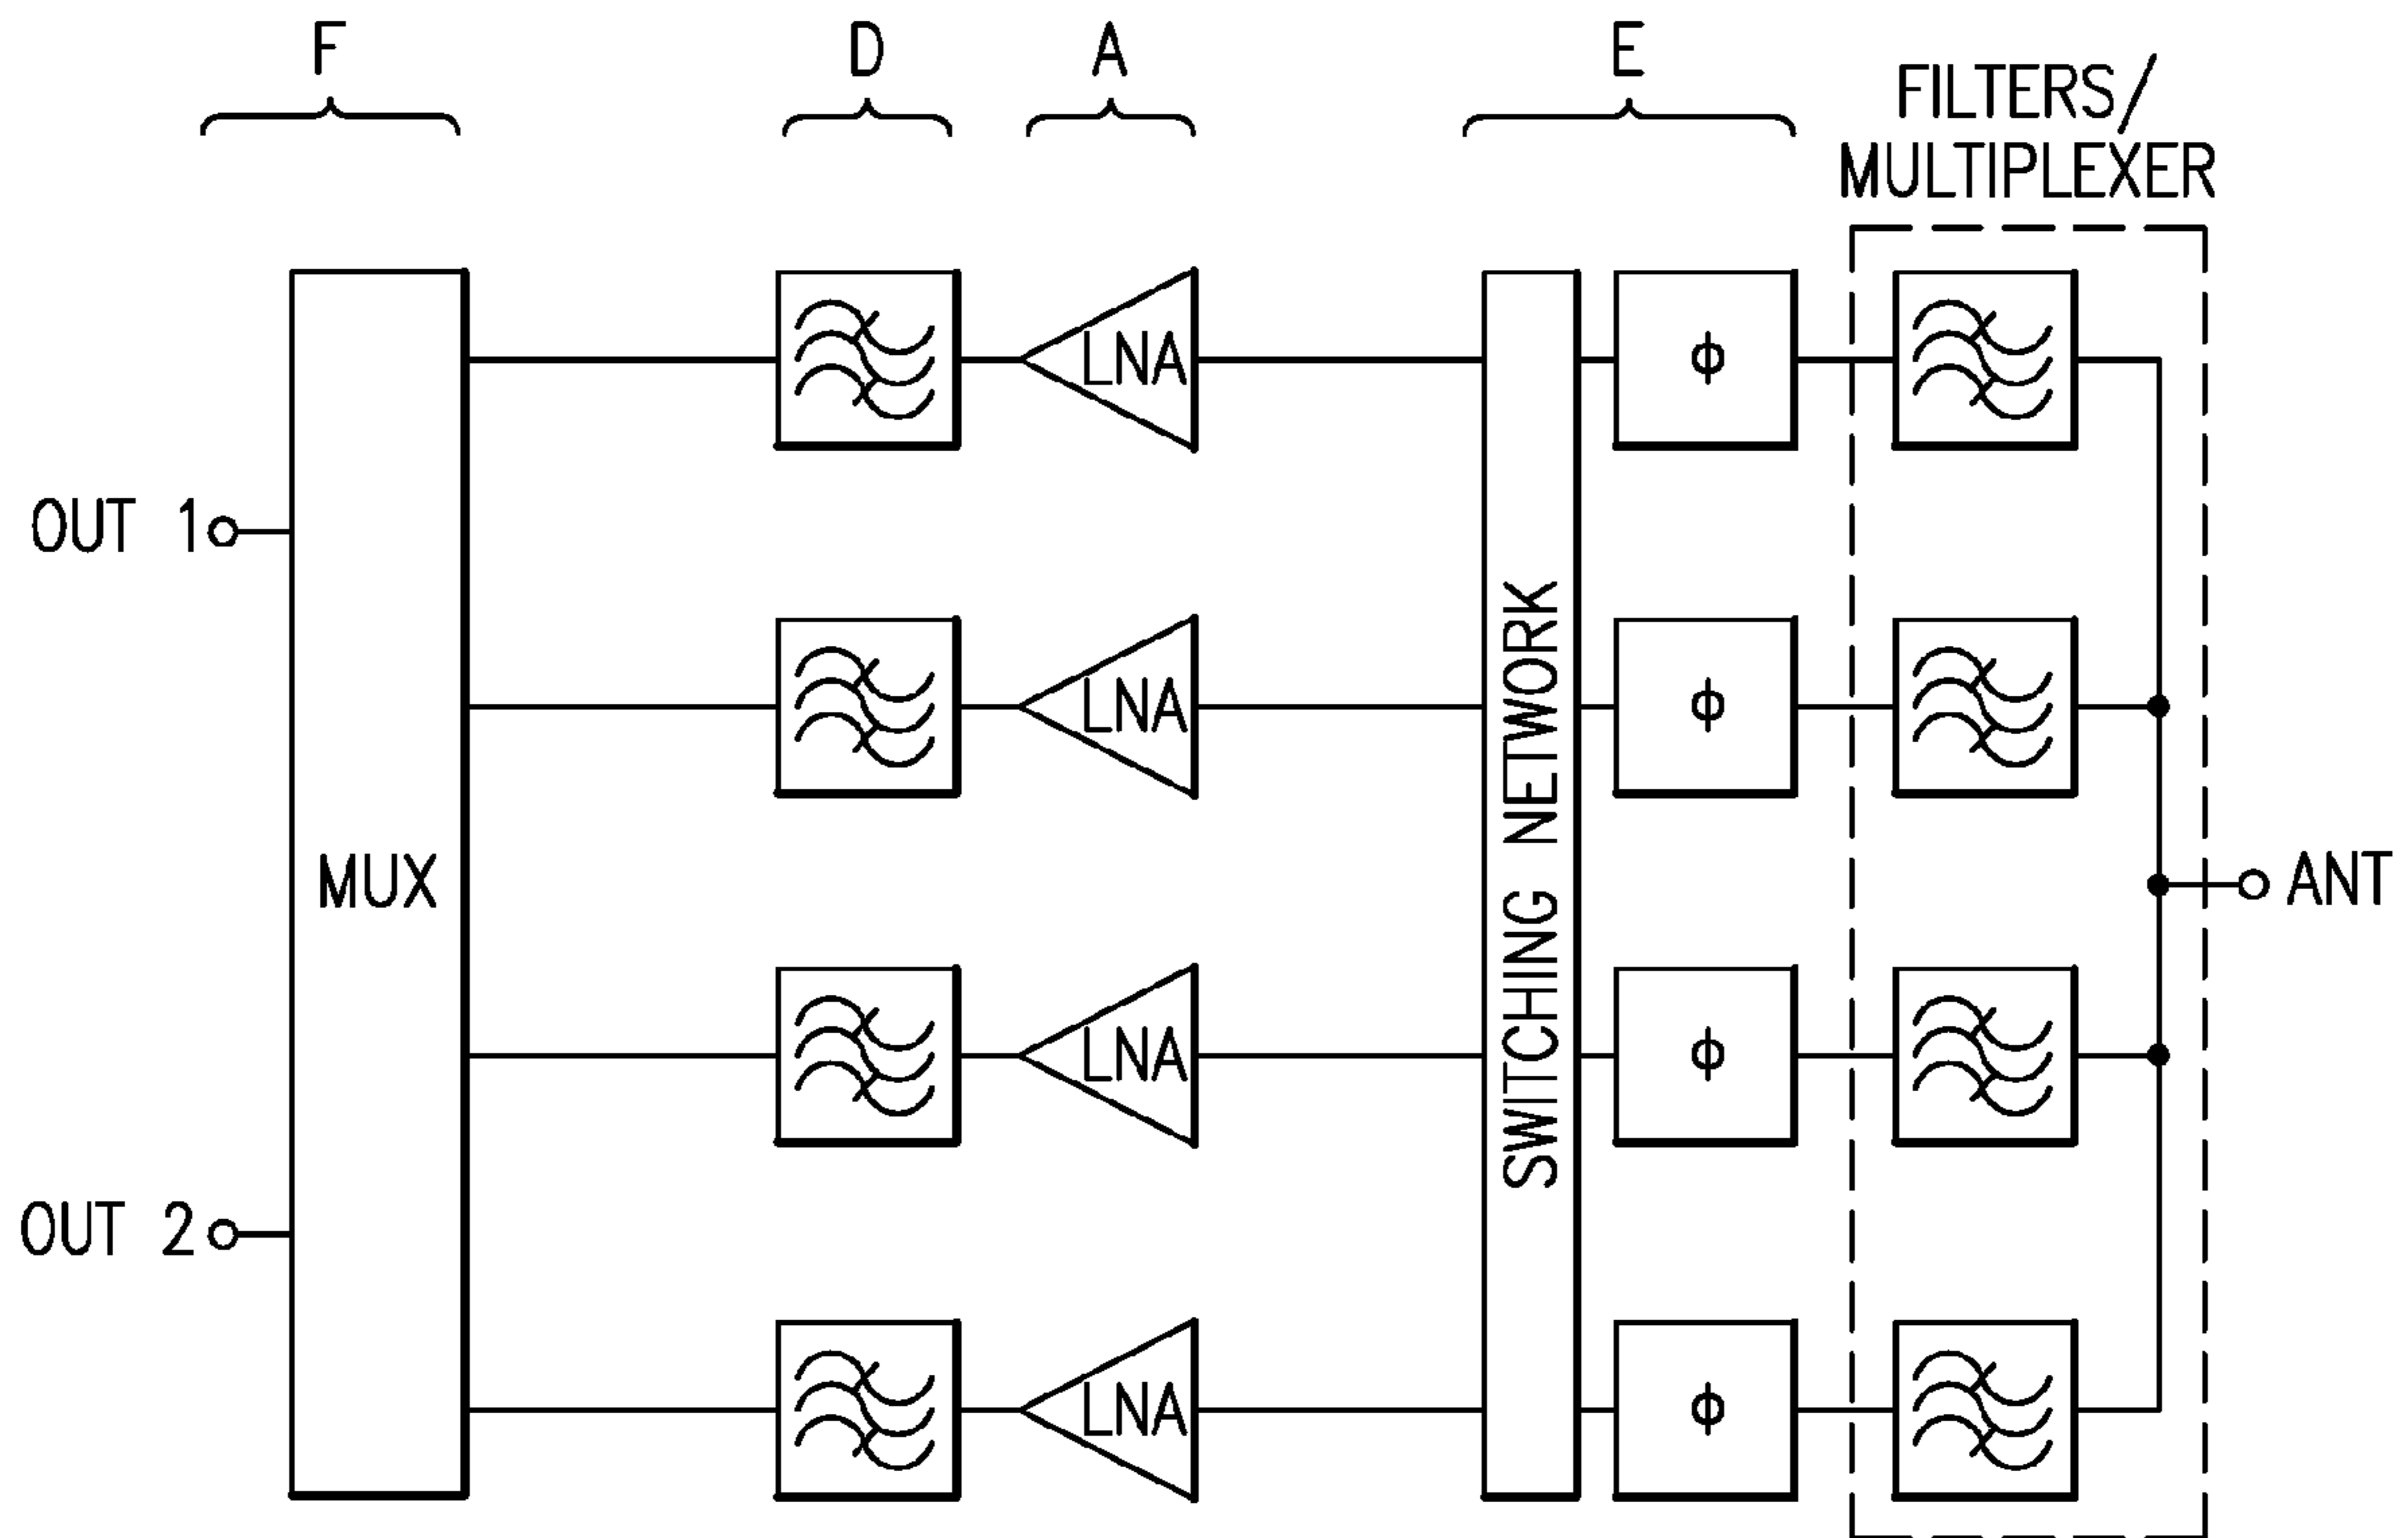 F
D
A
E
FILTERS/
MULTIPLEXER
LNA
ϕ
OUT 1
LNA
ϕ
MUX
SWITCHING NETWORK
ANT
LNA
ϕ
OUT 2
LNA
ϕ